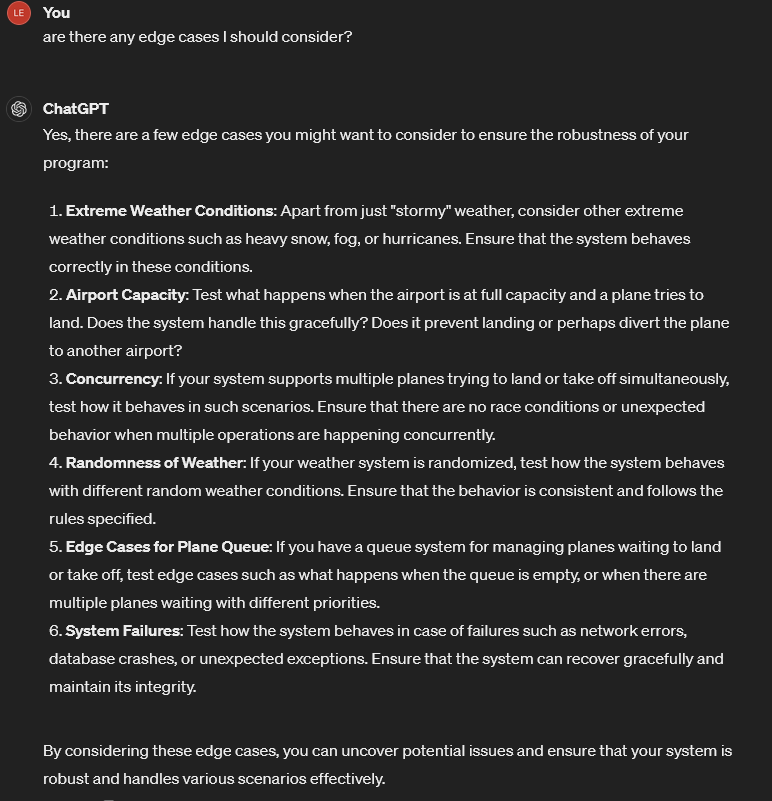 LE You
are there any edge cases I should consider?
ChatGPT
Yes, there are a few edge cases you might want to consider to ensure the robustness of your
program:
1. Extreme Weather Conditions: Apart from just "stormy" weather, consider other extreme
weather conditions such as heavy snow, fog, or hurricanes. Ensure that the system behaves
correctly in these conditions.
2. Airport Capacity: Test what happens when the airport is at full capacity and a plane tries to
land. Does the system handle this gracefully? Does it prevent landing or perhaps divert the plane
to another airport?
3. Concurrency: If your system supports multiple planes trying to land or take off simultaneously,
test how it behaves in such scenarios. Ensure that there are no race conditions or unexpected
behavior when multiple operations are happening concurrently.
4. Randomness of Weather: If your weather system is randomized, test how the system behaves
with different random weather conditions. Ensure that the behavior is consistent and follows the
rules specified.
5. Edge Cases for Plane Queue: If you have a queue system for managing planes waiting to land
or take off, test edge cases such as what happens when the queue is empty, or when there are
multiple planes waiting with different priorities.
6. System Failures: Test how the system behaves in case of failures such as network errors,
database crashes, or unexpected exceptions. Ensure that the system can recover gracefully and
maintain its integrity.
By considering these edge cases, you can uncover potential issues and ensure that your system is
robust and handles various scenarios effectively.